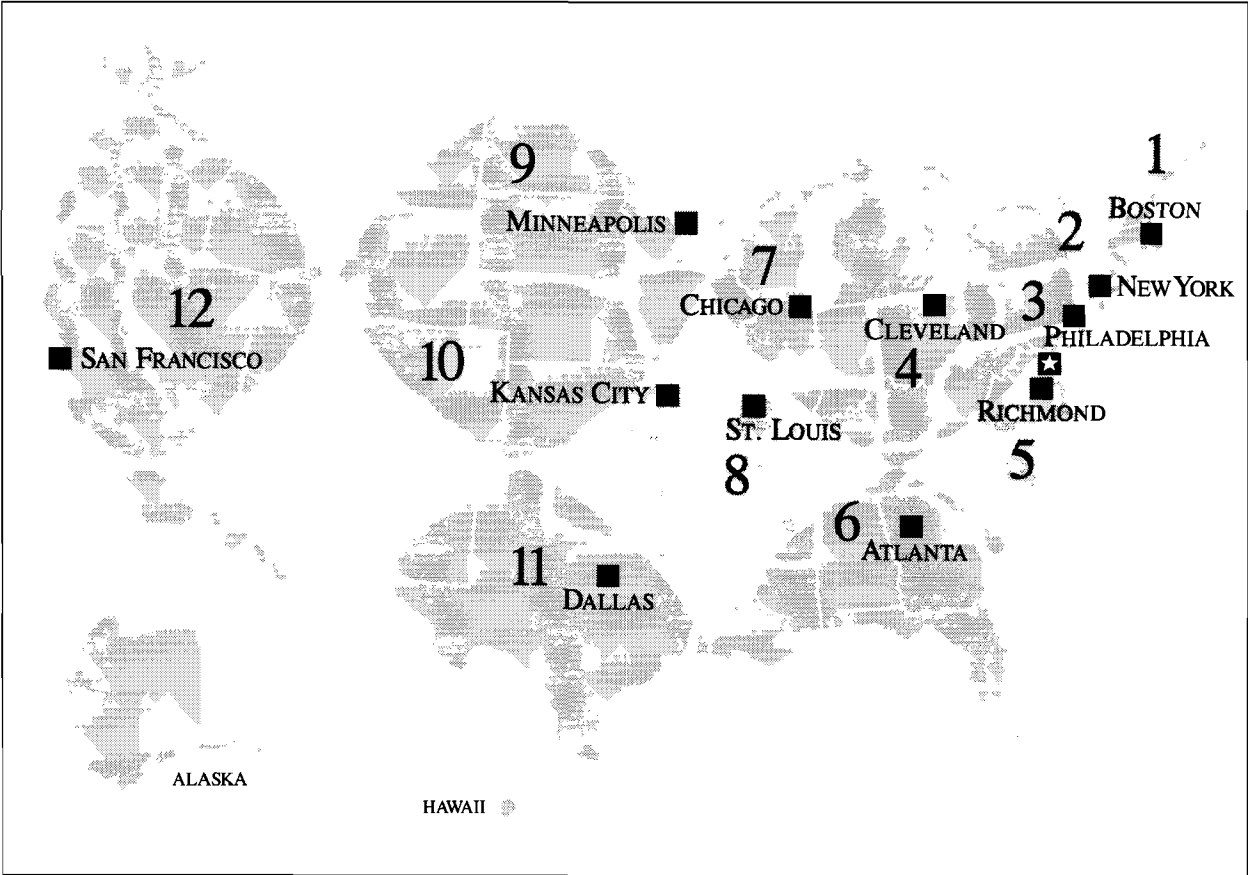 1
BOSTON
2
NEW YORK
3
PHILADELPHIA
9
MINNEAPOLIS
7
CHICAGO
CLEVELAND
4
12
SAN FRANCISCO
10
KANSAS CITY
ST. LOUIS
8
RICHMOND
5
6
ATLANTA
11
DALLAS
ALASKA
HAWAII